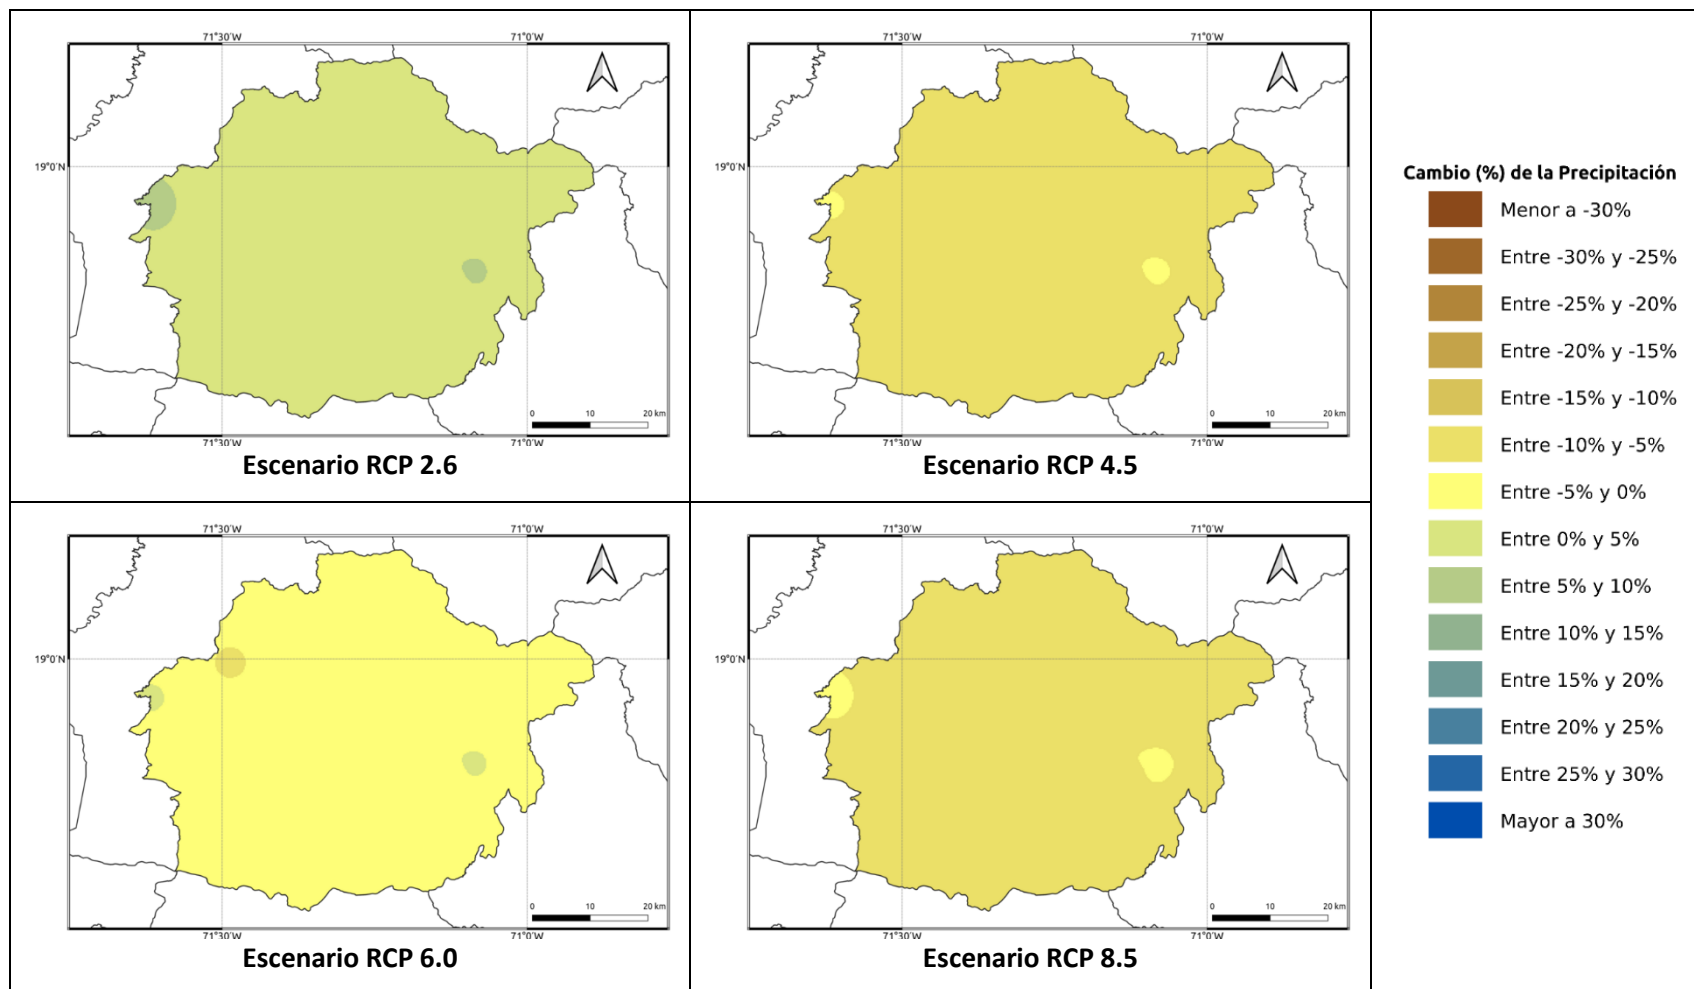 71°30'W 71°0'W
19°0'N
0 10 20 km
71°30'W 71°0'W
Escenario RCP 2.6
71°30'W 71°0'W
19°0'N
0 10 20 km
71°30'W 71°0'W
Escenario RCP 4.5
71°30'W 71°0'W
19°0'N
0 10 20 km
71°30'W 71°0'W
Escenario RCP 6.0
71°30'W 71°0'W
19°0'N
0 10 20 km
71°30'W 71°0'W
Escenario RCP 8.5
Cambio (%) de la Precipitación
Menor a -30%
Entre -30% y -25%
Entre -25% y -20%
Entre -20% y -15%
Entre -15% y -10%
Entre -10% y -5%
Entre -5% y 0%
Entre 0% y 5%
Entre 5% y 10%
Entre 10% y 15%
Entre 15% y 20%
Entre 20% y 25%
Entre 25% y 30%
Mayor a 30%